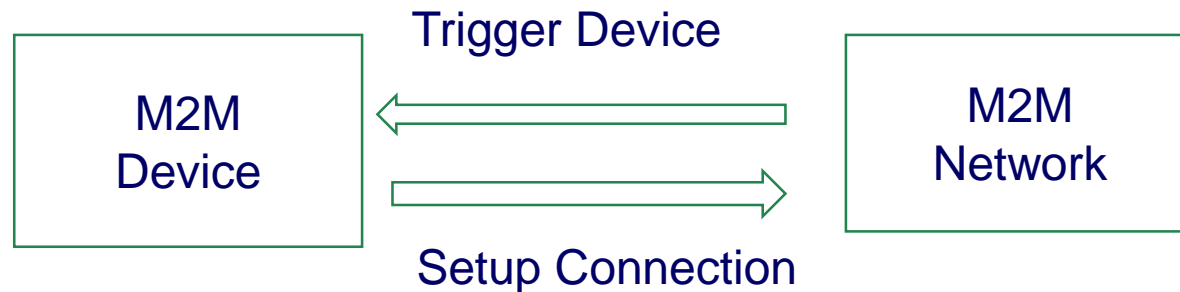 Trigger Device
M2M
Device
M2M
Network
Setup Connection